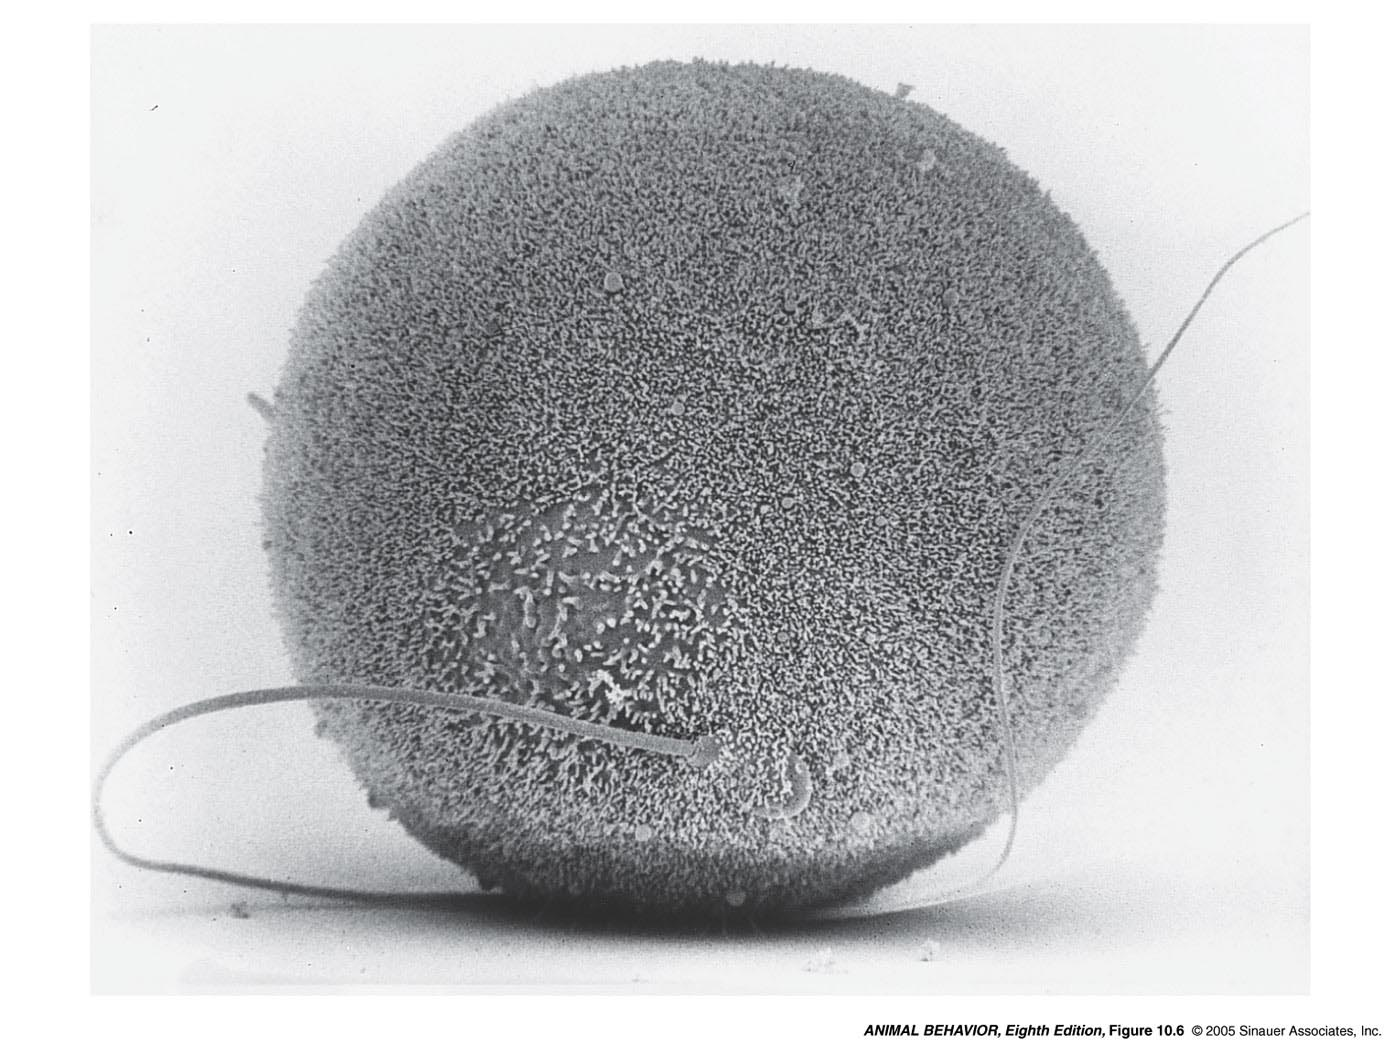 ANIMAL BEHAVIOR, Eighth Edition, Figure 10.6 © 2005 Sinauer Associates, Inc.